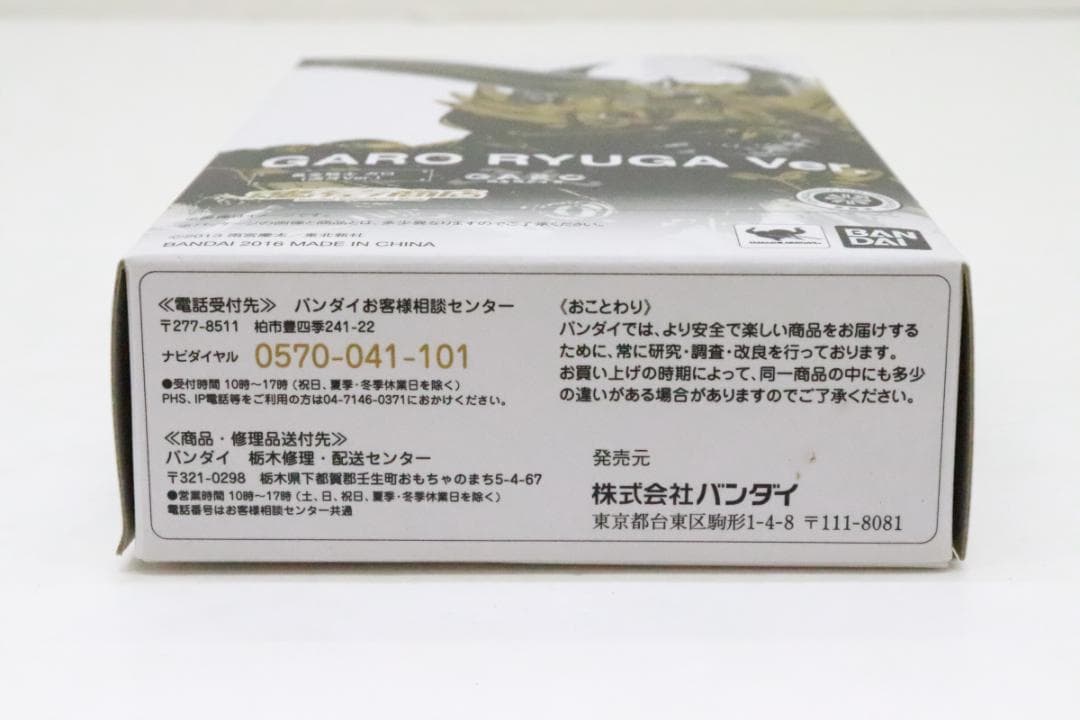 GARO RYUGA Ver.
GARO
©2013 雨宮慶太／東北新社
BANDAI 2016 MADE IN CHINA
BAN
DAI
≪電話受付先≫ バンダイお客様相談センター
〒277-8511 柏市豊四季241-22
ナビダイヤル 0570-041-101
●受付時間 10時～17時（祝日、夏季・冬季休業日を除く）
PHS、IP電話等をご利用の方は04-7146-0371におかけください。
≪商品・修理品送付先≫
バンダイ 栃木修理・配送センター
〒321-0298 栃木県下都賀郡壬生町おもちゃのまち5-4-67
●営業時間 10時～17時（土、日、祝日、夏季・冬季休業日を除く）
電話番号はお客様相談センター共通
《おことわり》
バンダイでは、より安全で楽しい商品をお届けする
ために、常に研究・調査・改良を行っております。
お買い上げの時期によって、同一商品の中にも多少
の違いがある場合がありますのでご了承ください。
発売元
株式会社バンダイ
東京都台東区駒形1-4-8 〒111-8081